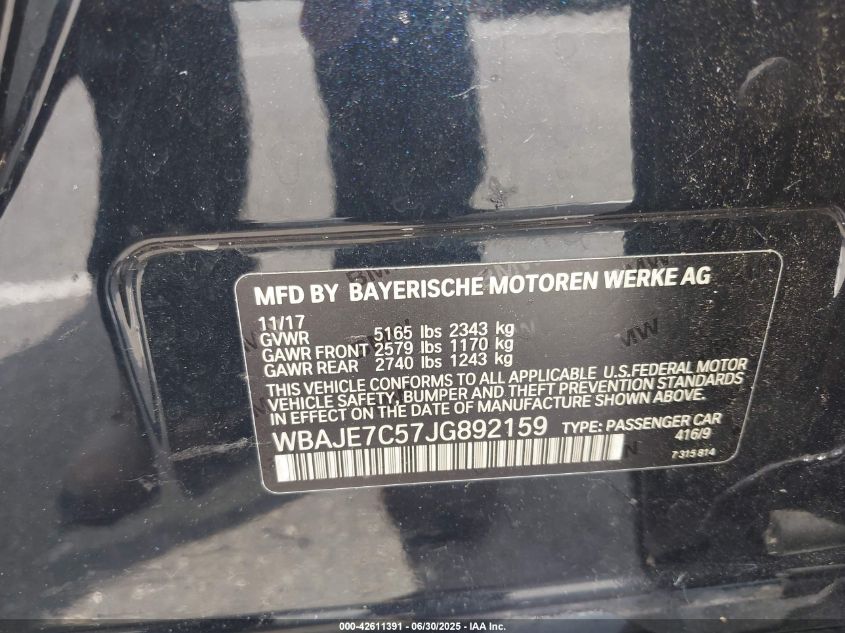 MFD BY BAYERISCHE MOTOREN WERKE AG
11/17
GVWR 5165 lbs 2343 kg
GAWR FRONT 2579 lbs 1170 kg
GAWR REAR 2740 lbs 1243 kg
THIS VEHICLE CONFORMS TO ALL APPLICABLE U.S.FEDERAL MOTOR
VEHICLE SAFETY, BUMPER AND THEFT PREVENTION STANDARDS
IN EFFECT ON THE DATE OF MANUFACTURE SHOWN ABOVE.
WBAJE7C57JG892159 TYPE: PASSENGER CAR
416/9
7 315 814
000-42611391 - 06/30/2025 - IAA Inc.